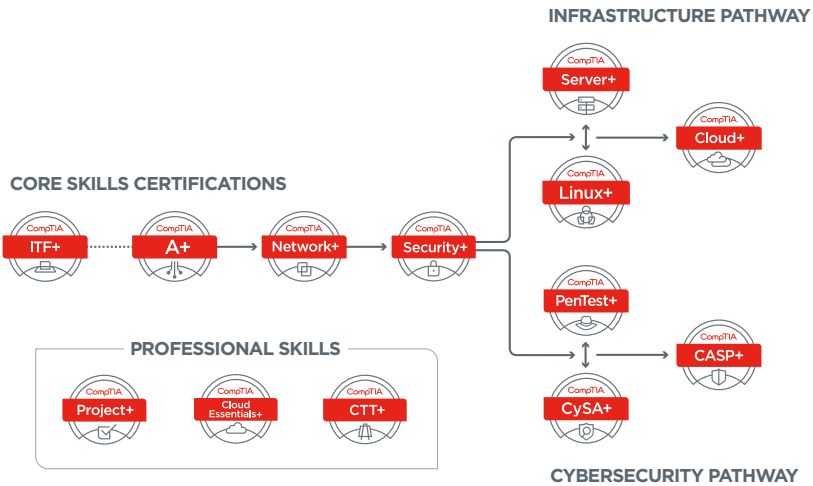 INFRASTRUCTURE PATHWAY
CompTIA
Server+
CompTIA
Cloud+
CompTIA
Linux+
CORE SKILLS CERTIFICATIONS
CompTIA
ITF+
CompTIA
A+
CompTIA
Network+
CompTIA
Security+
CompTIA
PenTest+
CompTIA
CASP+
CompTIA
CySA+
PROFESSIONAL SKILLS
CompTIA
Project+
CompTIA
Cloud
Essentials+
CompTIA
CTT+
CYBERSECURITY PATHWAY